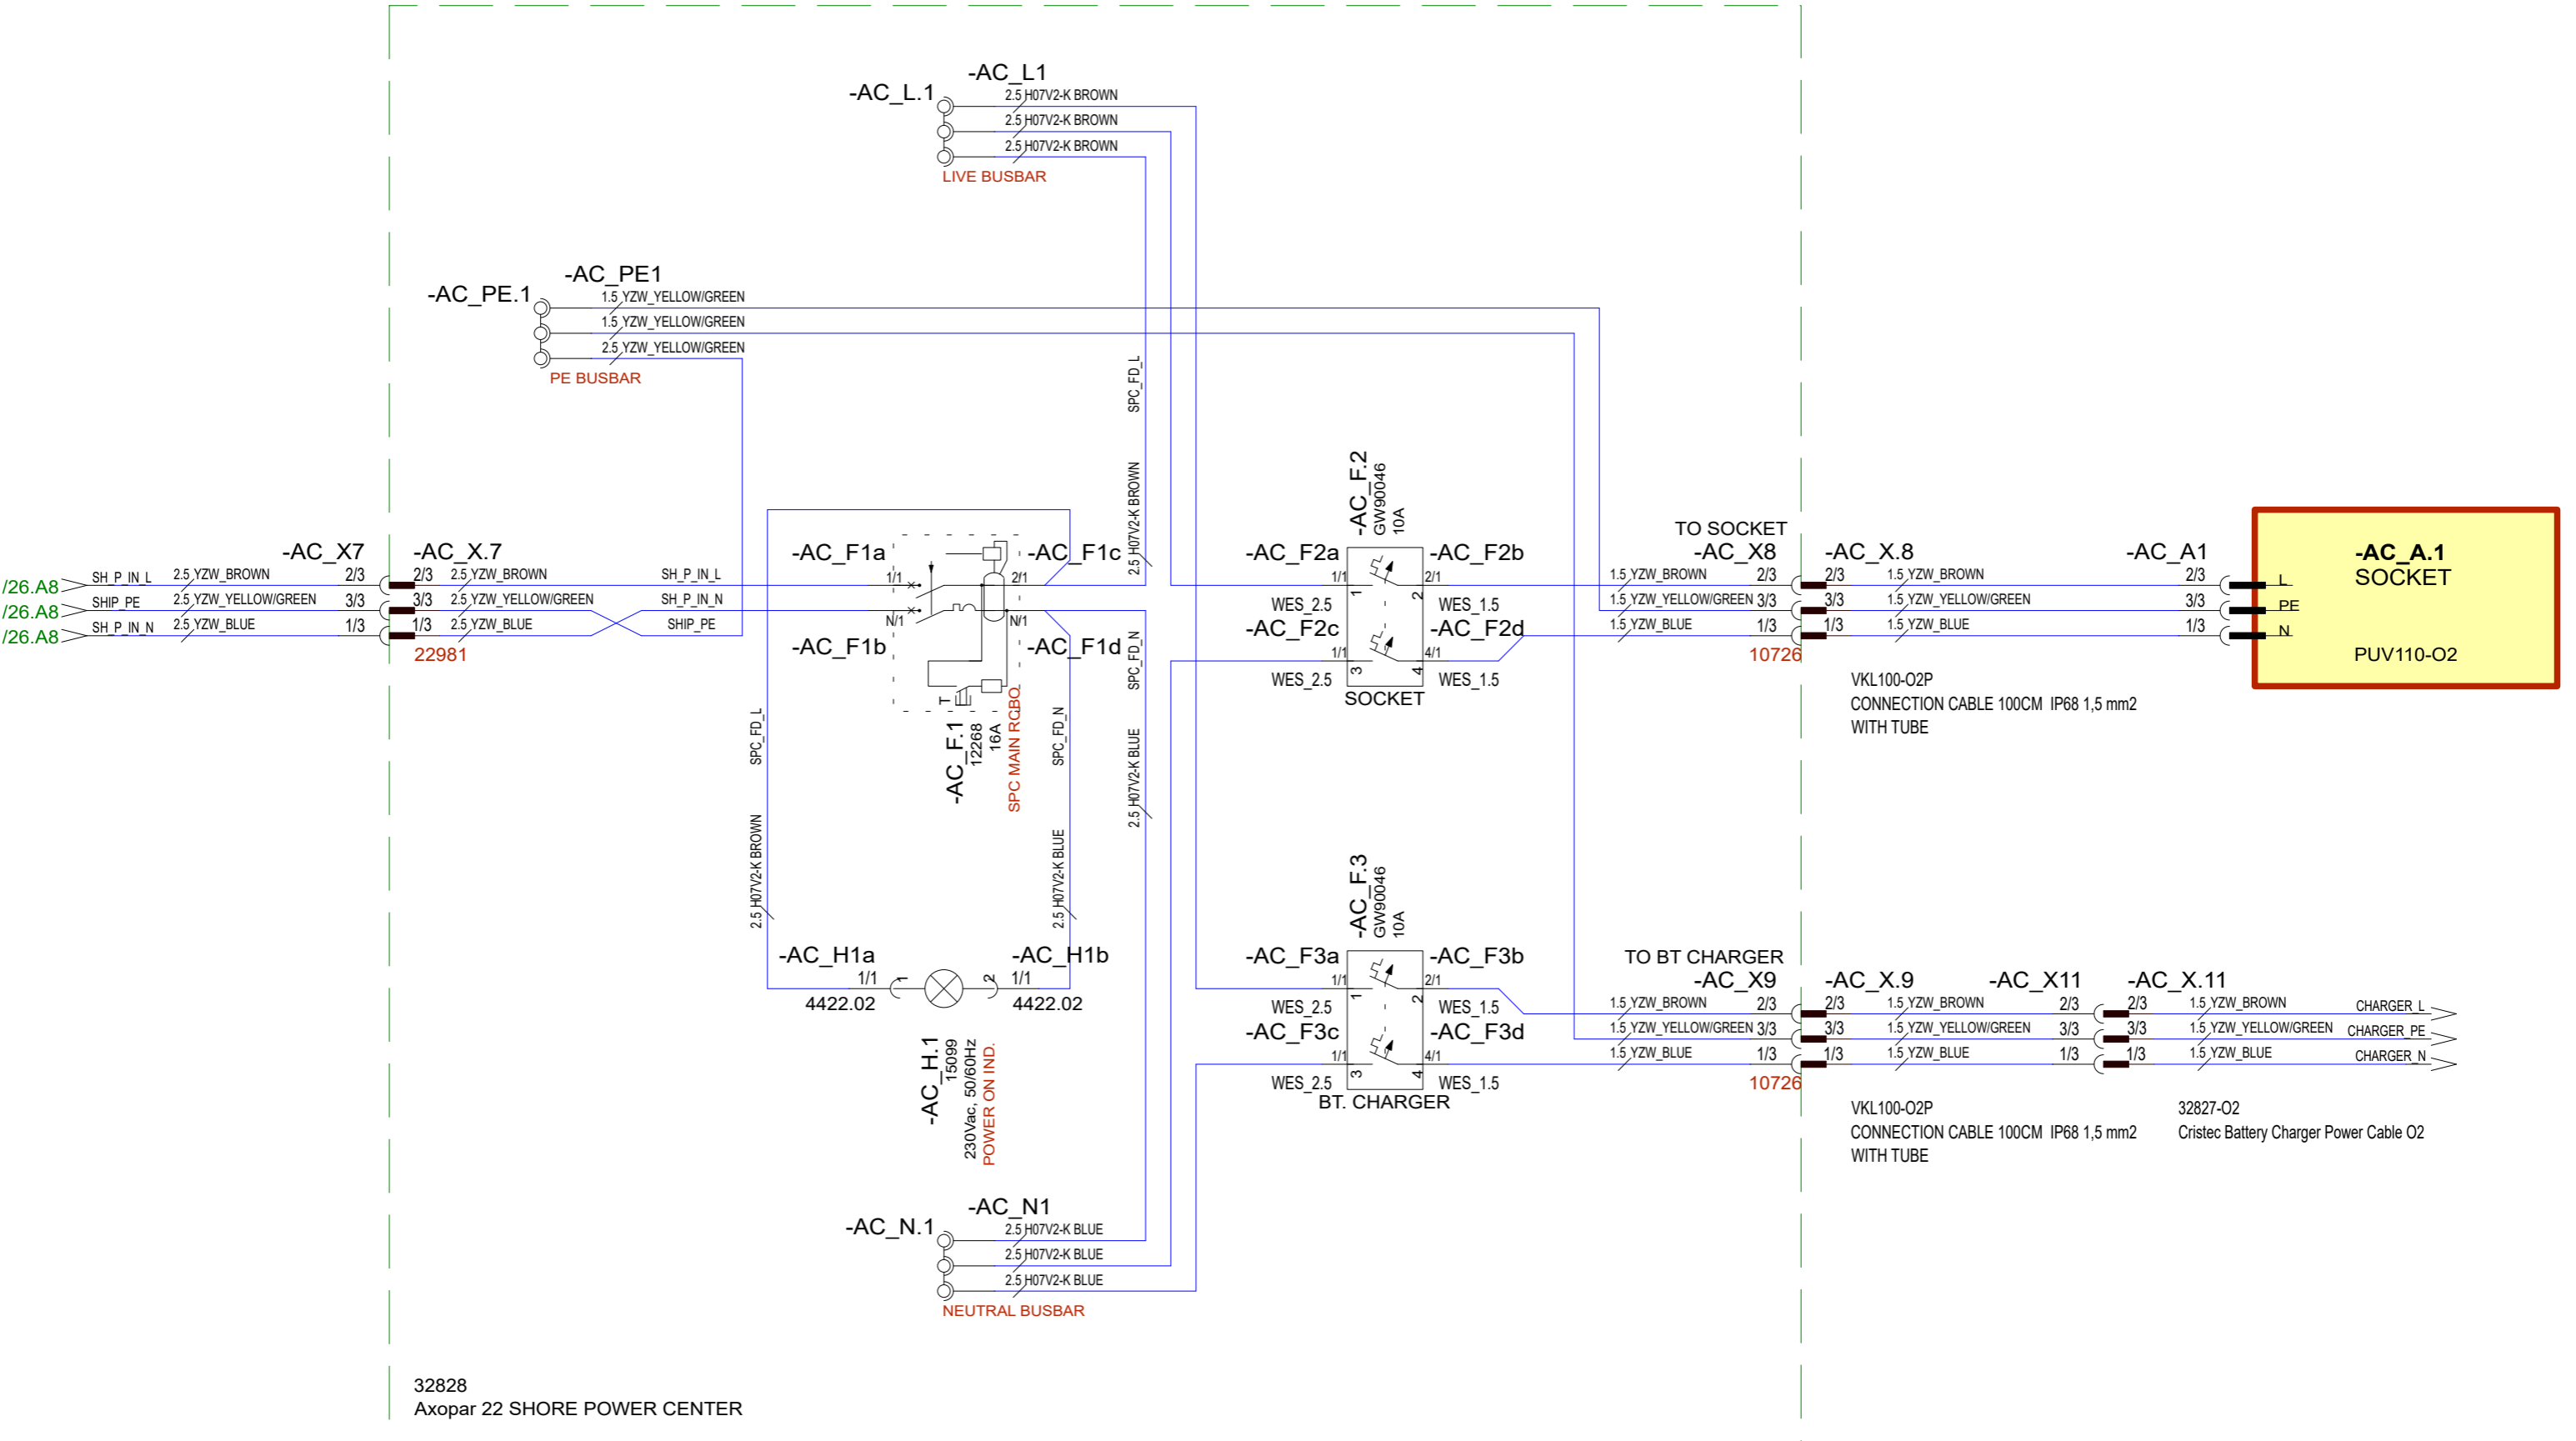 -AC_L1
-AC_L.1
2.5 H07V2-K BROWN
2.5 H07V2-K BROWN
2.5 H07V2-K BROWN
LIVE BUSBAR
-AC_PE1
-AC_PE.1
1.5 YZW_YELLOW/GREEN
1.5 YZW_YELLOW/GREEN
2.5 YZW_YELLOW/GREEN
PE BUSBAR
SPC_FD_L
2.5 H07V2-K BROWN
/26.A8
/26.A8
/26.A8
SH_P_IN_L
SHIP_PE
SH_P_IN_N
2.5 YZW_BROWN
2.5 YZW_YELLOW/GREEN
2.5 YZW_BLUE
-AC_X7
2/3
3/3
1/3
-AC_X.7
2/3
3/3
1/3
22981
2.5 YZW_BROWN
2.5 YZW_YELLOW/GREEN
2.5 YZW_BLUE
SH_P_IN_L
SH_P_IN_N
SHIP_PE
-AC_F1a
1/1
N/1
-AC_F1b
-AC_F1c
2/1
N/1
-AC_F1d
T
-AC_F.1
12268
16A
SPC MAIN RCBO
SPC_FD_L
2.5 H07V2-K BROWN
SPC_FD_N
2.5 H07V2-K BLUE
SPC_FD_N
2.5 H07V2-K BLUE
-AC_H1a
1/1
4422.02
1
2
-AC_H1b
1/1
4422.02
-AC_H.1
15099
230Vac, 50/60Hz
POWER ON IND.
-AC_N1
-AC_N.1
2.5 H07V2-K BLUE
2.5 H07V2-K BLUE
2.5 H07V2-K BLUE
NEUTRAL BUSBAR
-AC_F.2
GW90046
10A
-AC_F2a
1/1
WES_2.5
-AC_F2c
1/1
WES_2.5
1
2
3
4
-AC_F2b
2/1
WES_1.5
-AC_F2d
4/1
WES_1.5
SOCKET
-AC_F.3
GW90046
10A
-AC_F3a
1/1
WES_2.5
-AC_F3c
1/1
WES_2.5
1
2
3
4
-AC_F3b
2/1
WES_1.5
-AC_F3d
4/1
WES_1.5
BT. CHARGER
TO SOCKET
-AC_X8
1.5 YZW_BROWN 2/3
1.5 YZW_YELLOW/GREEN 3/3
1.5 YZW_BLUE 1/3
10726
-AC_X.8
2/3 1.5 YZW_BROWN
3/3 1.5 YZW_YELLOW/GREEN
1/3 1.5 YZW_BLUE
-AC_A1
2/3
3/3
1/3
L
PE
N
-AC_A.1
SOCKET
PUV110-O2
VKL100-O2P
CONNECTION CABLE 100CM IP68 1,5 mm2
WITH TUBE
TO BT CHARGER
-AC_X9
1.5 YZW_BROWN 2/3
1.5 YZW_YELLOW/GREEN 3/3
1.5 YZW_BLUE 1/3
10726
-AC_X.9
2/3 1.5 YZW_BROWN
3/3 1.5 YZW_YELLOW/GREEN
1/3 1.5 YZW_BLUE
-AC_X11
2/3
3/3
1/3
-AC_X.11
2/3 1.5 YZW_BROWN
3/3 1.5 YZW_YELLOW/GREEN
1/3 1.5 YZW_BLUE
CHARGER_L
CHARGER_PE
CHARGER_N
VKL100-O2P
CONNECTION CABLE 100CM IP68 1,5 mm2
WITH TUBE
32827-O2
Cristec Battery Charger Power Cable O2
32828
Axopar 22 SHORE POWER CENTER